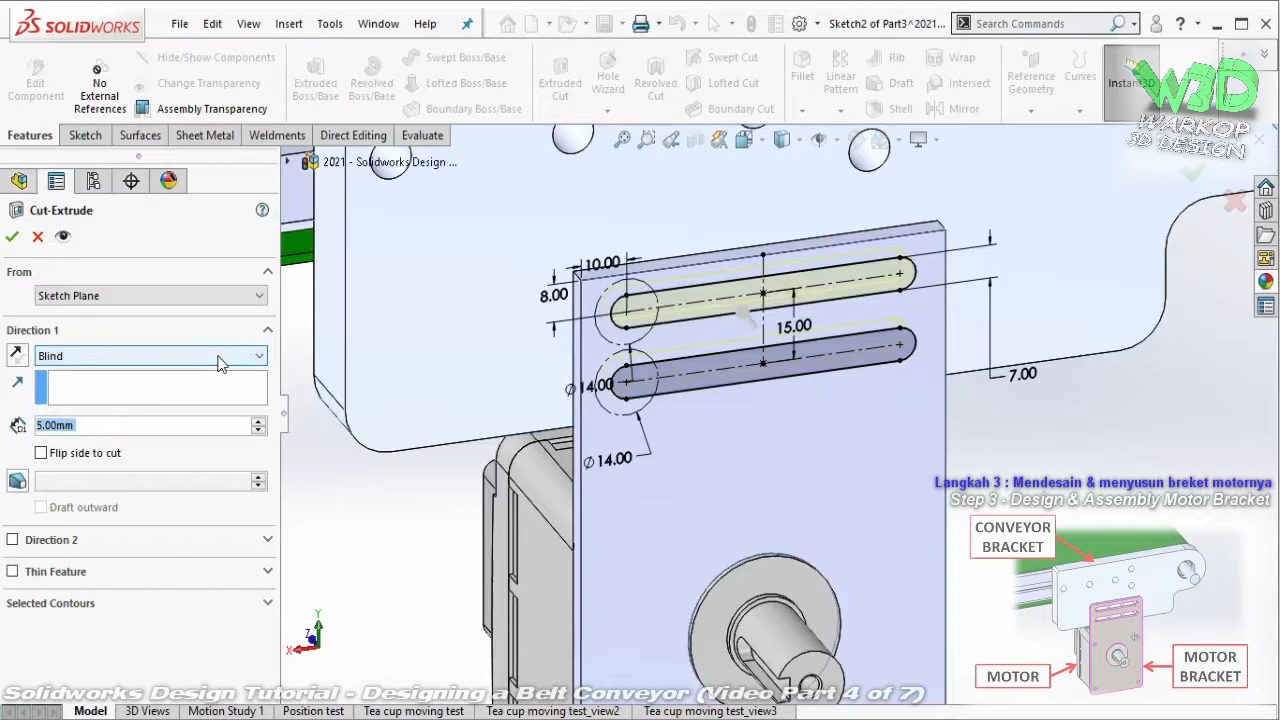 SOLIDWORKS
File
Edit
View
Insert
Tools
Window
Help
Sketch2 of Part3^2021...
Search Commands
Edit
Component
No
External
References
Hide/Show Components
Change Transparency
Assembly Transparency
Extruded
Boss/Base
Revolved
Boss/Base
Swept Boss/Base
Lofted Boss/Base
Boundary Boss/Base
Extruded
Cut
Hole
Wizard
Revolved
Cut
Swept Cut
Lofted Cut
Boundary Cut
Fillet
Linear
Pattern
Rib
Draft
Shell
Wrap
Intersect
Mirror
Reference
Geometry
Curves
Instant3D
W3D
WARKOP
3D DESIGN
Features
Sketch
Surfaces
Sheet Metal
Weldments
Direct Editing
Evaluate
2021 - Solidworks Design ...
Cut-Extrude
From
Sketch Plane
Direction 1
Blind
5.00mm
Flip side to cut
Draft outward
Direction 2
Thin Feature
Selected Contours
10.00
8.00
15.00
Ø14.00
7.00
Ø14.00
Y
Z
X
Langkah 3 : Mendesain & menyusun breket motornya
Step 3 - Design & Assembly Motor Bracket
CONVEYOR
BRACKET
MOTOR
MOTOR
BRACKET
Solidworks Design Tutorial - Designing a Belt Conveyor (Video Part 4 of 7)
Model
3D Views
Motion Study 1
Position test
Tea cup moving test
Tea cup moving test_view2
Tea cup moving test_view3